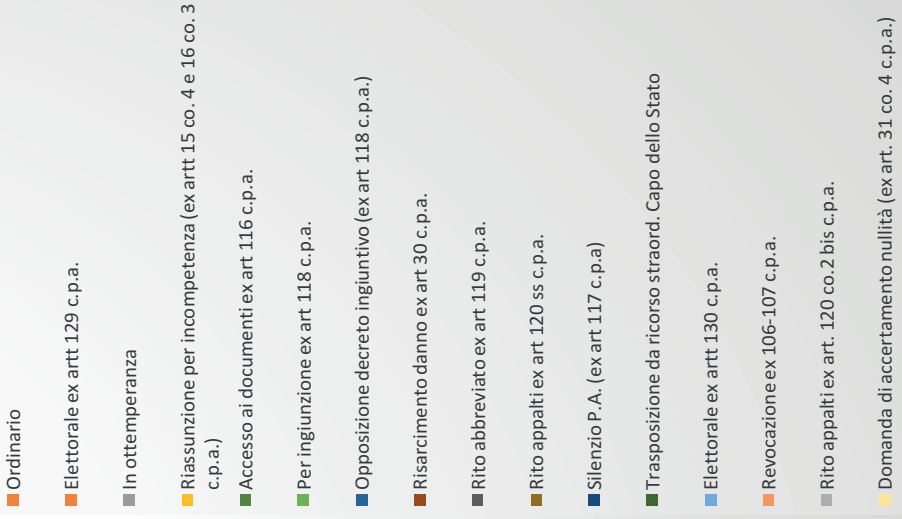 Ordinario
Elettorale ex artt 129 c.p.a.
In ottemperanza
Riassunzione per incompetenza (ex artt 15 co. 4 e 16 co. 3
c.p.a.)
Accesso ai documenti ex art 116 c.p.a.
Per ingiunzione ex art 118 c.p.a.
Opposizione decreto ingiuntivo (ex art 118 c.p.a.)
Risarcimento danno ex art 30 c.p.a.
Rito abbreviato ex art 119 c.p.a.
Rito appalti ex art 120 ss c.p.a.
Silenzio P.A. (ex art 117 c.p.a)
Trasposizione da ricorso straord. Capo dello Stato
Elettorale ex artt 130 c.p.a.
Revocazione ex 106-107 c.p.a.
Rito appalti ex art. 120 co.2 bis c.p.a.
Domanda di accertamento nullità (ex art. 31 co. 4 c.p.a.)